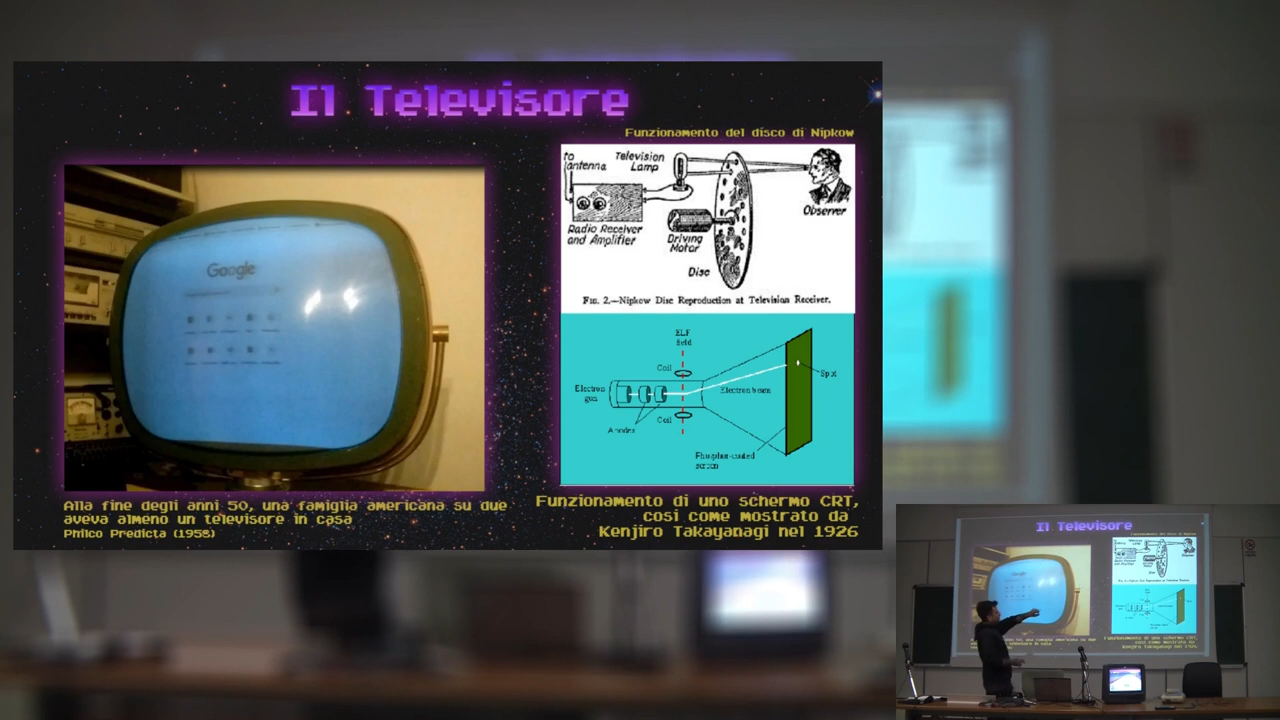 Il Televisore
Funzionamento del disco di Nipkow
to antenna
Television Lamp
Observer
Radio Receiver and Amplifier
Driving Motor
Disc
FIG. 2.—Nipkow Disc Reproduction at Television Receiver.
Google
ELF field
Coil
Electron gun
Electron beam
Spot
Coil
Anodes
Phosphor-coated screen
Alla fine degli anni 50, una famiglia americana su due
aveva almeno un televisore in casa
Philco Predicta (1958)
Funzionamento di uno schermo CRT,
così come mostrato da
Kenjiro Takayanagi nel 1926
Il Televisore